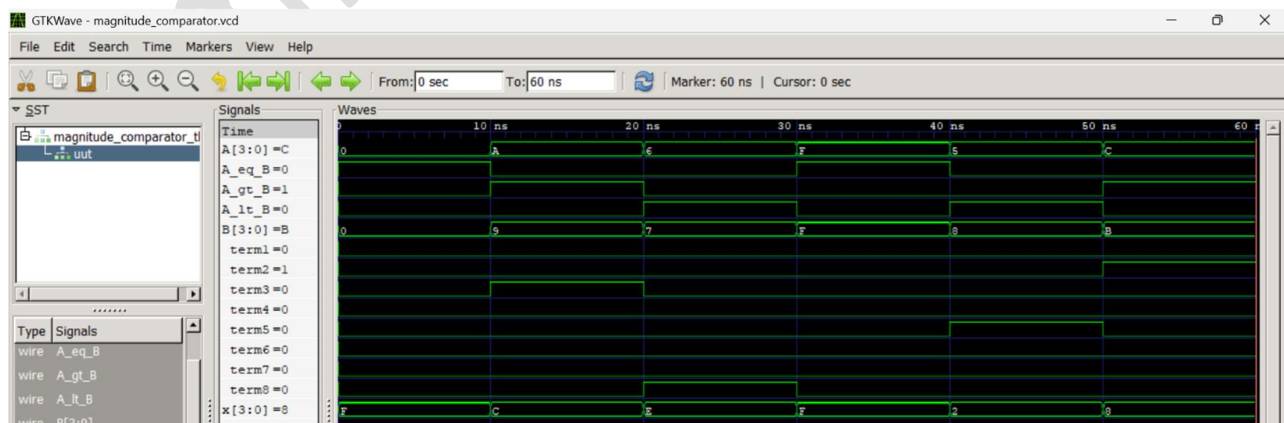 GTKWave - magnitude_comparator.vcd
File Edit Search Time Markers View Help
From: 0 sec To: 60 ns Marker: 60 ns | Cursor: 0 sec
SST
magnitude_comparator_t
uut
Type Signals
wire A_eq_B
wire A_gt_B
wire A_lt_B
wire B[3:0]
Signals
Time
A[3:0] =C
A_eq_B =0
A_gt_B =1
A_lt_B =0
B[3:0] =B
term1 =0
term2 =1
term3 =0
term4 =0
term5 =0
term6 =0
term7 =0
term8 =0
x[3:0] =8
Waves
10 ns 20 ns 30 ns 40 ns 50 ns 60
0 A 6 F 5 C
0 9 7 F 8 B
F C E F 2 8